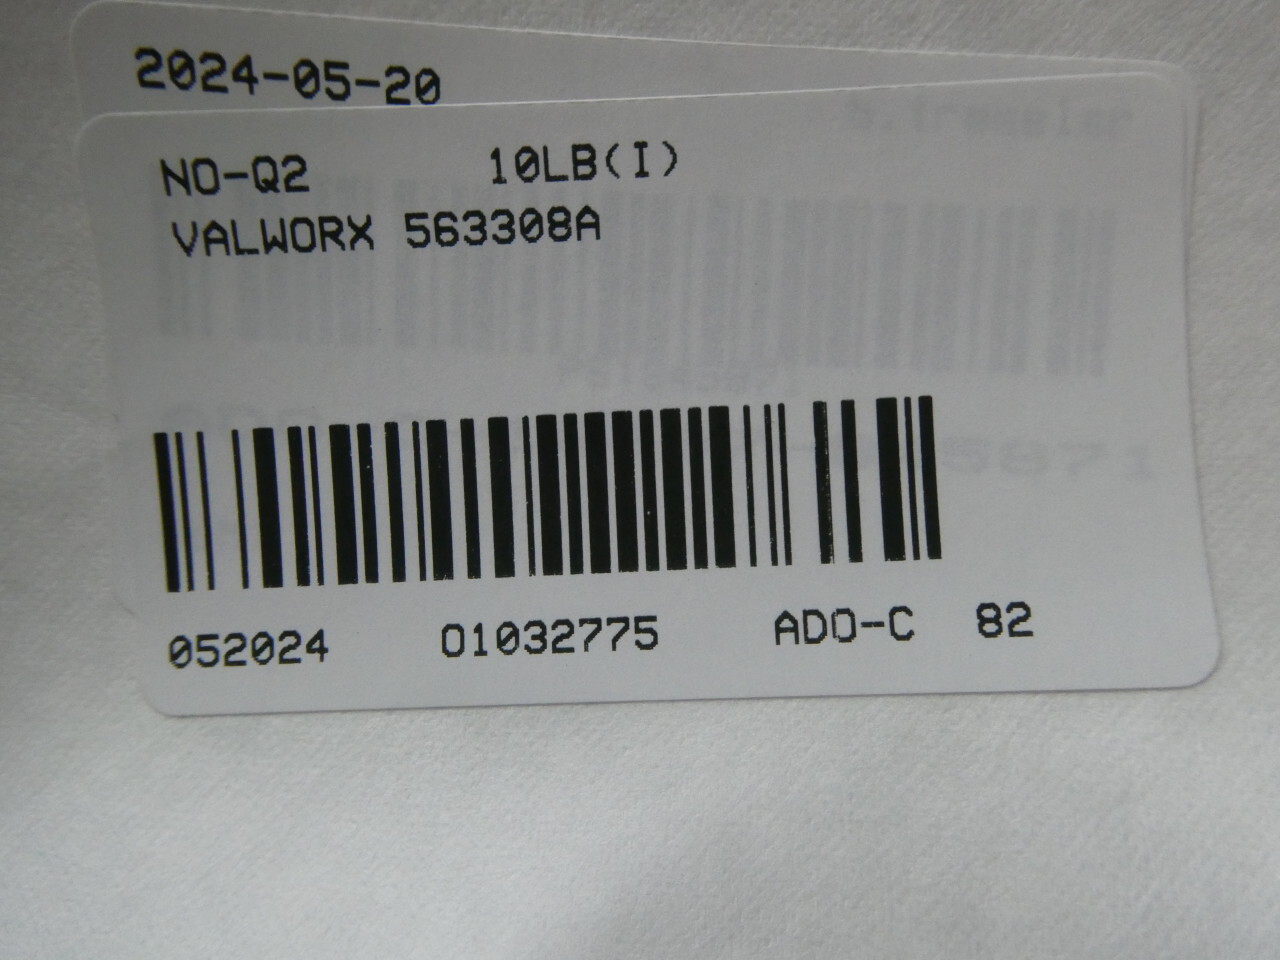 2024-05-20
NO-Q2 10LB(I)
VALWORX 563308A
052024 01032775 ADO-C 82